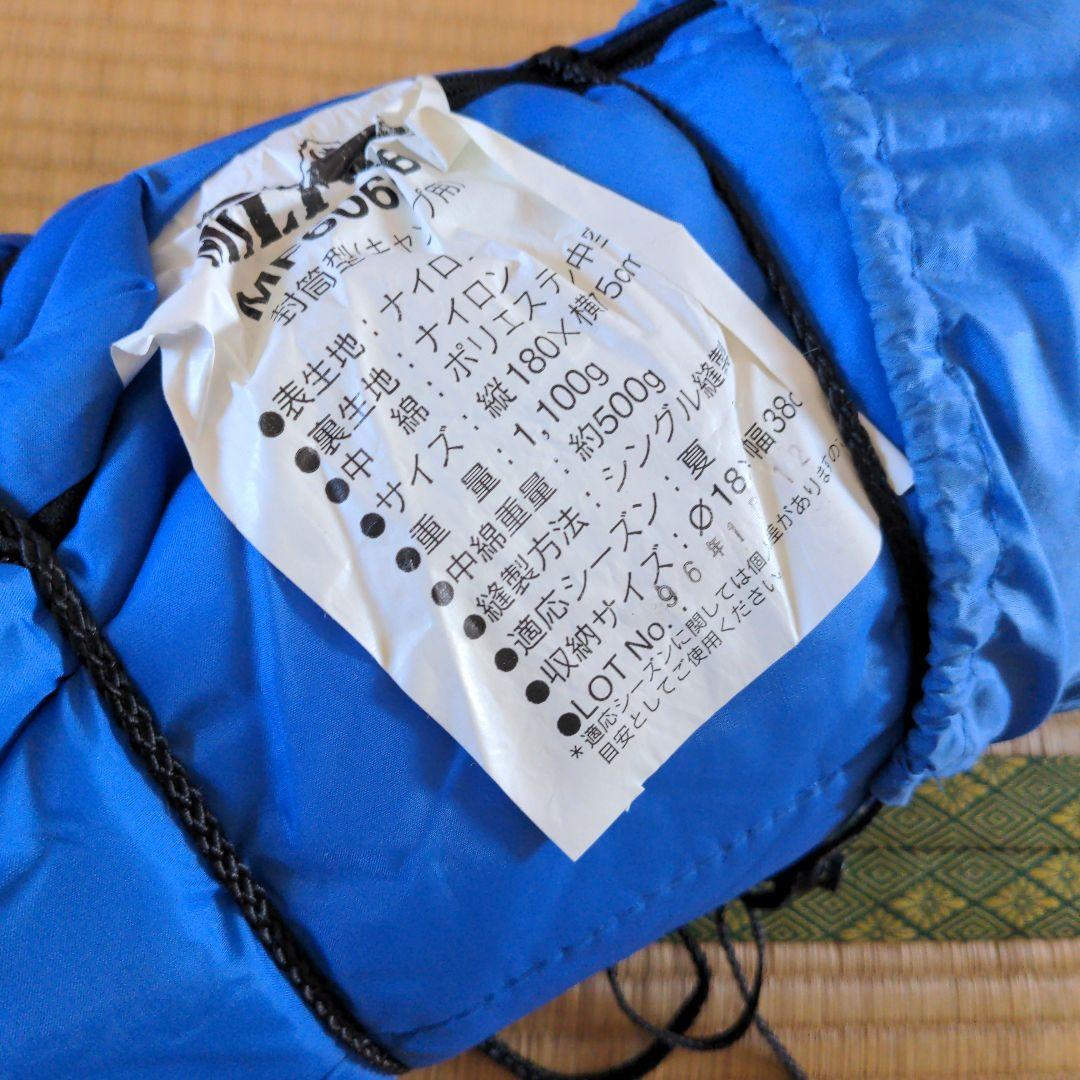 封筒型(キャンプ用)
●表生地:ナイロ
●裏生地:ナイロン
●中 綿:ポリエステル中空
●サイズ:縦180×横75cm
●重 量:1,100g
●中綿重量:約500g
●縫製方法:シングル縫製
●適応シーズン:夏
●収納サイズ:Ø18×幅38c
●LOT No. 96年1 12
*適応シーズンに関しては個人差がありますの
目安としてご使用ください